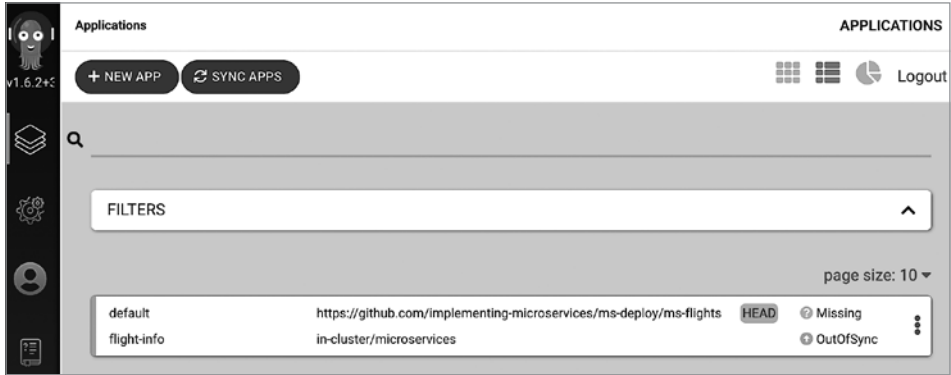 Applications
APPLICATIONS
v1.6.2+3
+ NEW APP
SYNC APPS
Logout
FILTERS
page size: 10
default https://github.com/implementing-microservices/ms-deploy/ms-flights HEAD Missing
flight-info in-cluster/microservices OutOfSync